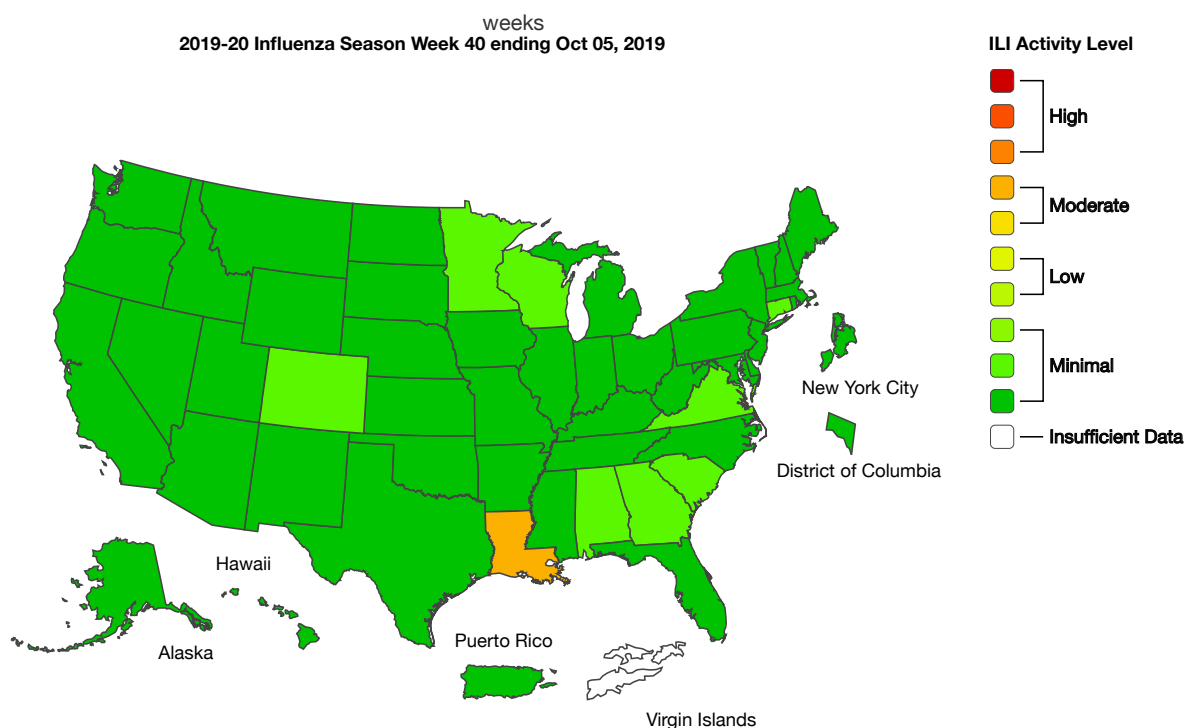 weeks
2019-20 Influenza Season Week 40 ending Oct 05, 2019
ILI Activity Level
High
Moderate
Low
Minimal
Insufficient Data
New York City
District of Columbia
Hawaii
Alaska
Puerto Rico
Virgin Islands